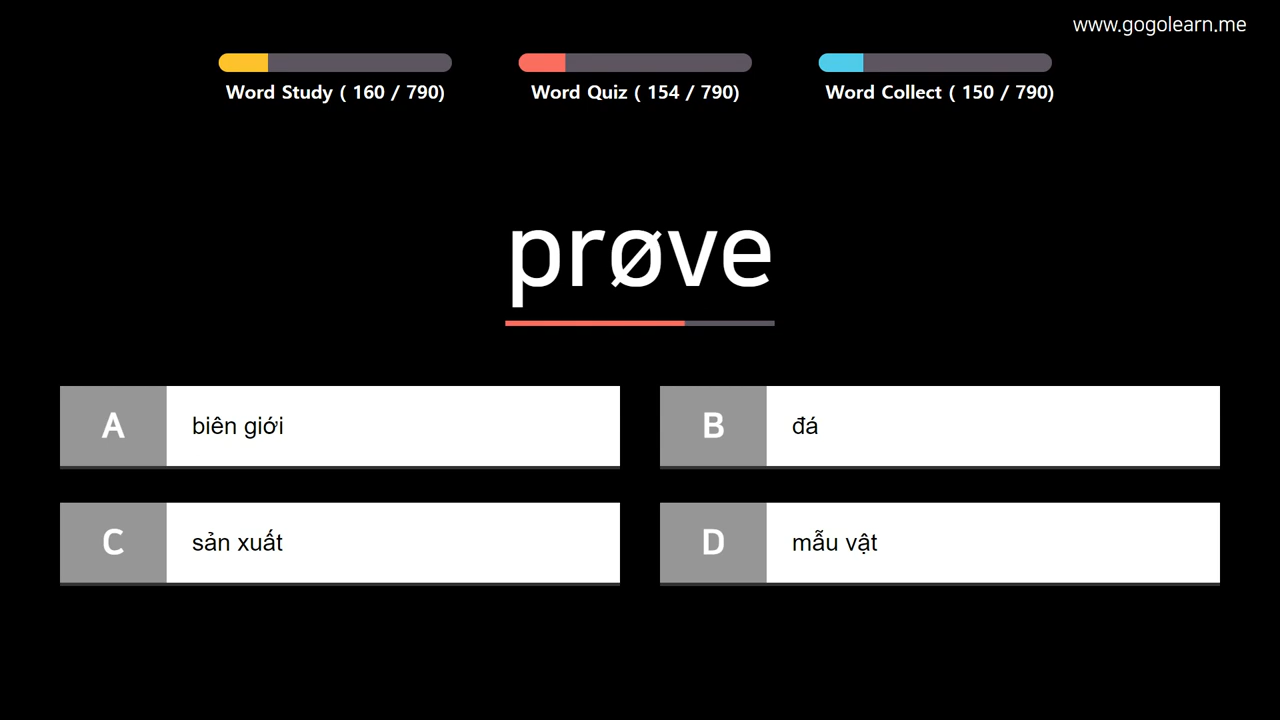 www.gogolearn.me
Word Study ( 160 / 790)
Word Quiz ( 154 / 790)
Word Collect ( 150 / 790)
prøve
A biên giới
B đá
C sản xuất
D mẫu vật